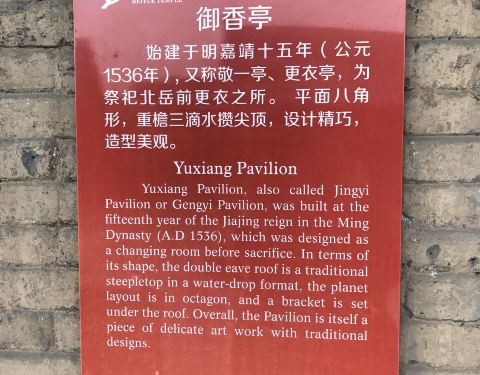 BEIYUE TEMPLE
御香亭
始建于明嘉靖十五年（公元
1536年），又称敬一亭、更衣亭，为
祭祀北岳前更衣之所。 平面八角
形，重檐三滴水攒尖顶，设计精巧，
造型美观。
Yuxiang Pavilion
Yuxiang Pavilion, also called Jingyi
Pavilion or Gengyi Pavilion, was built at the
fifteenth year of the Jiajing reign in the Ming
Dynasty (A.D 1536), which was designed as
a changing room before sacrifice. In terms of
its shape, the double eave roof is a traditional
steepletop in a water-drop format, the planet
layout is in octagon, and a bracket is set
under the roof. Overall, the Pavilion is itself a
piece of delicate art work with traditional
designs.